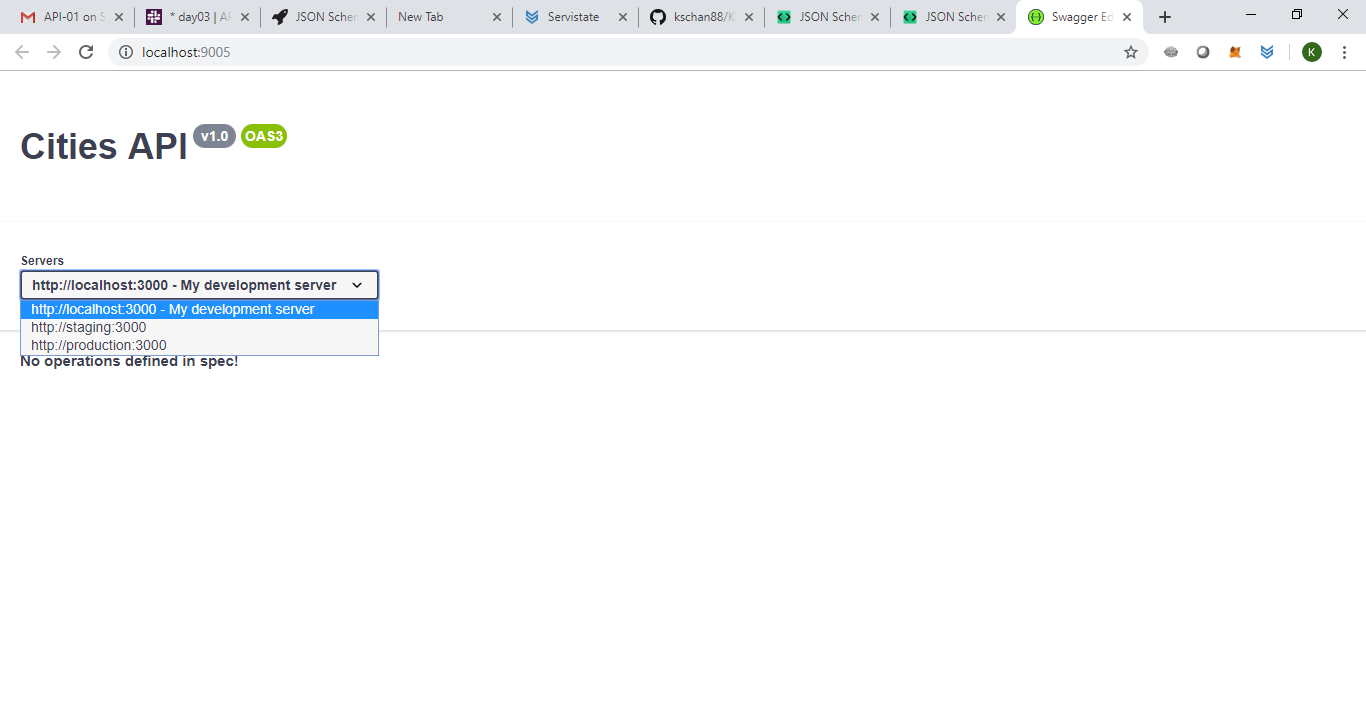 API-01 on S
* day03 | AP
JSON Scher
New Tab
Servistate
kschan88/K
JSON Scher
JSON Scher
Swagger Ed
localhost:9005
K
Cities API v1.0 OAS3
Servers
http://localhost:3000 - My development server
http://localhost:3000 - My development server
http://staging:3000
http://production:3000
No operations defined in spec!